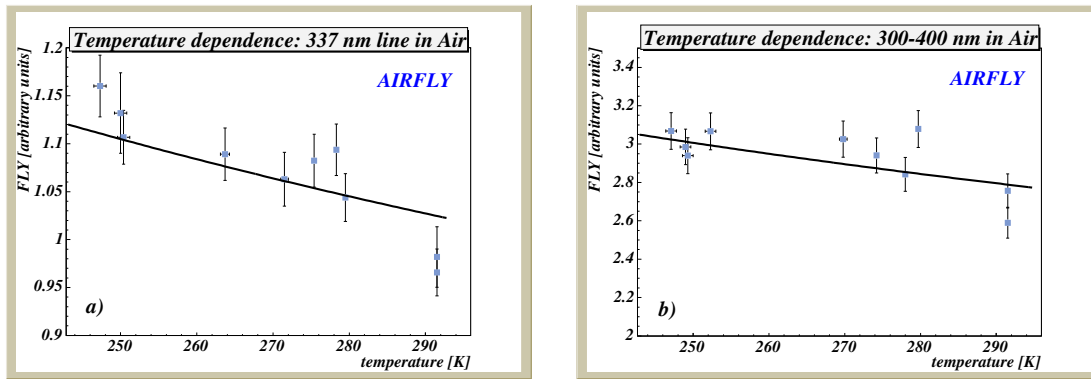 Temperature dependence: 337 nm line in Air
AIRFLY
FLY [arbitrary units]
1.2
1.15
1.1
1.05
1
0.95
0.9
a)
250
260
270
280
290
temperature [K]
Temperature dependence: 300-400 nm in Air
AIRFLY
FLY [arbitrary units]
3.4
3.2
3
2.8
2.6
2.4
2.2
2
b)
250
260
270
280
290
temperature [K]